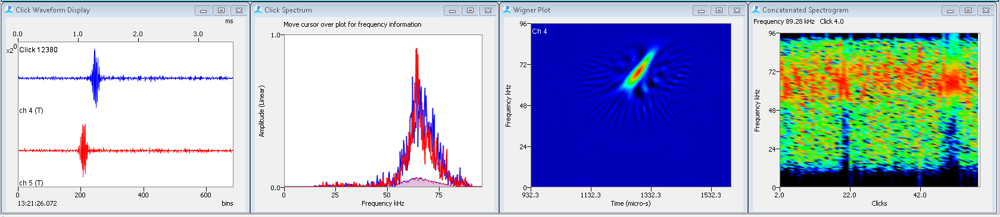 Click Waveform Display
ms
0.0 1.0 2.0 3.0
x2^0
Click 12380
ch 4 (T)
ch 5 (T)
0 200 400 600
13:21:26.072 bins
Click Spectrum
Move cursor over plot for frequency information
1.0
Amplitude (Linear)
0.0
0 25 50 75
Frequency kHz
Wigner Plot
96
Ch 4
72
48
24
0
Frequency kHz
932.3 1132.3 1332.3 1532.3
Time (micro-s)
Concatenated Spectrogram
Frequency 89.28 kHz Click 4.0
96
72
48
24
0
Frequency kHz
2.0 22.0 42.0
Clicks